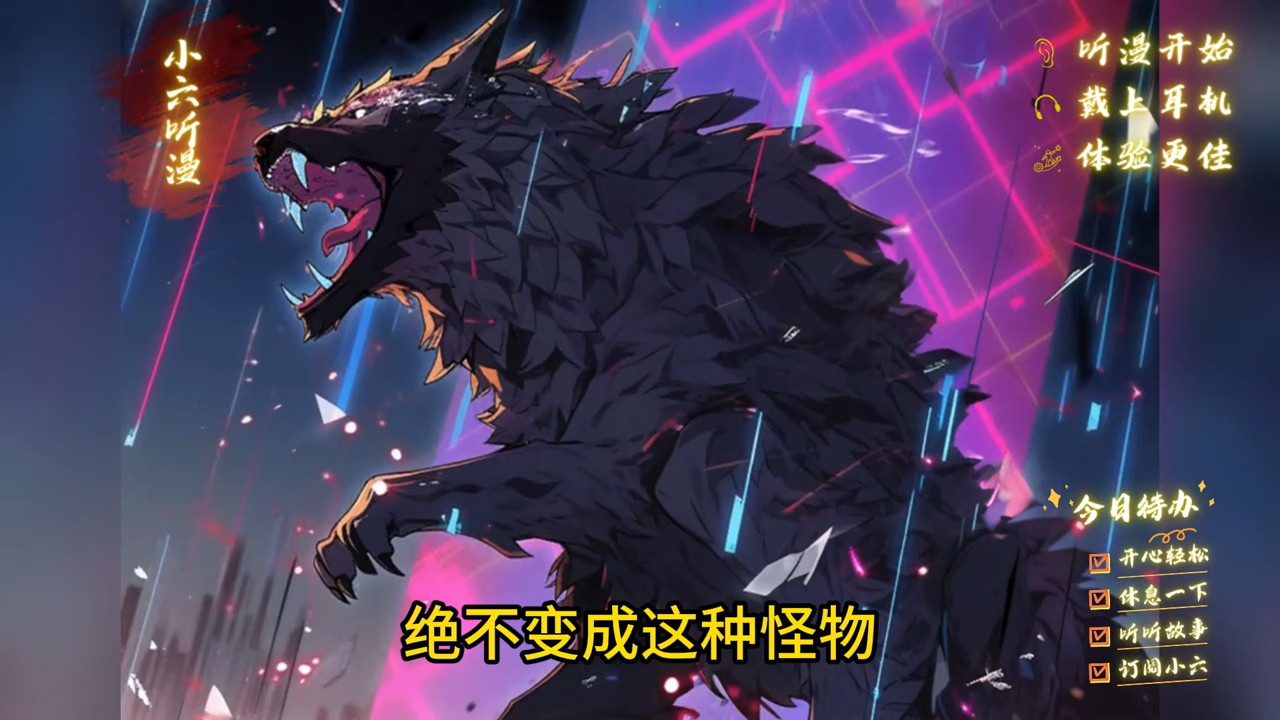 小六听漫
听漫开始
戴上耳机
体验更佳
今日待办
开心轻松
休息一下
听听故事
订阅小六
绝不变成这种怪物